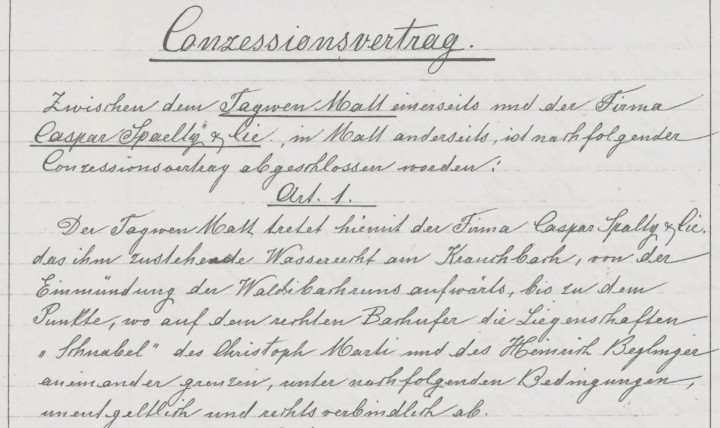 Conzessionsvertrag.
Zwischen dem Tagwen Matt einerseits und der Firma
Caspar Spaelty & Cie., in Matt anderseits, ist nachfolgender
Conzessionsvertrag abgeschlossen worden:
Art. 1.
Der Tagwen Matt tretet hiemit der Firma Caspar Spälty & Cie.
das ihm zustehende Wasserrecht am Krauchbach, von der
Einmündung der Waldibachruns aufwärts, bis zu dem
Punkte, wo auf dem rechten Bachufer die Liegenschaften
„Schnabel" des Christoph Marti und des Heinrich Beglinger
aneinander grenzen, unter nachfolgenden Bedingungen,
unentgeltlich und rechtsverbindlich ab.